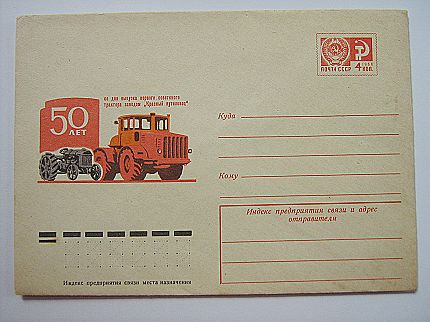 50
ЛЕТ
со дня выпуска первого советского
трактора заводом „Красный путиловец"
ПОЧТА СССР
4 КОП.
Куда
Кому
Индекс предприятия связи и адрес
отправителя
Индекс предприятия связи места назначения